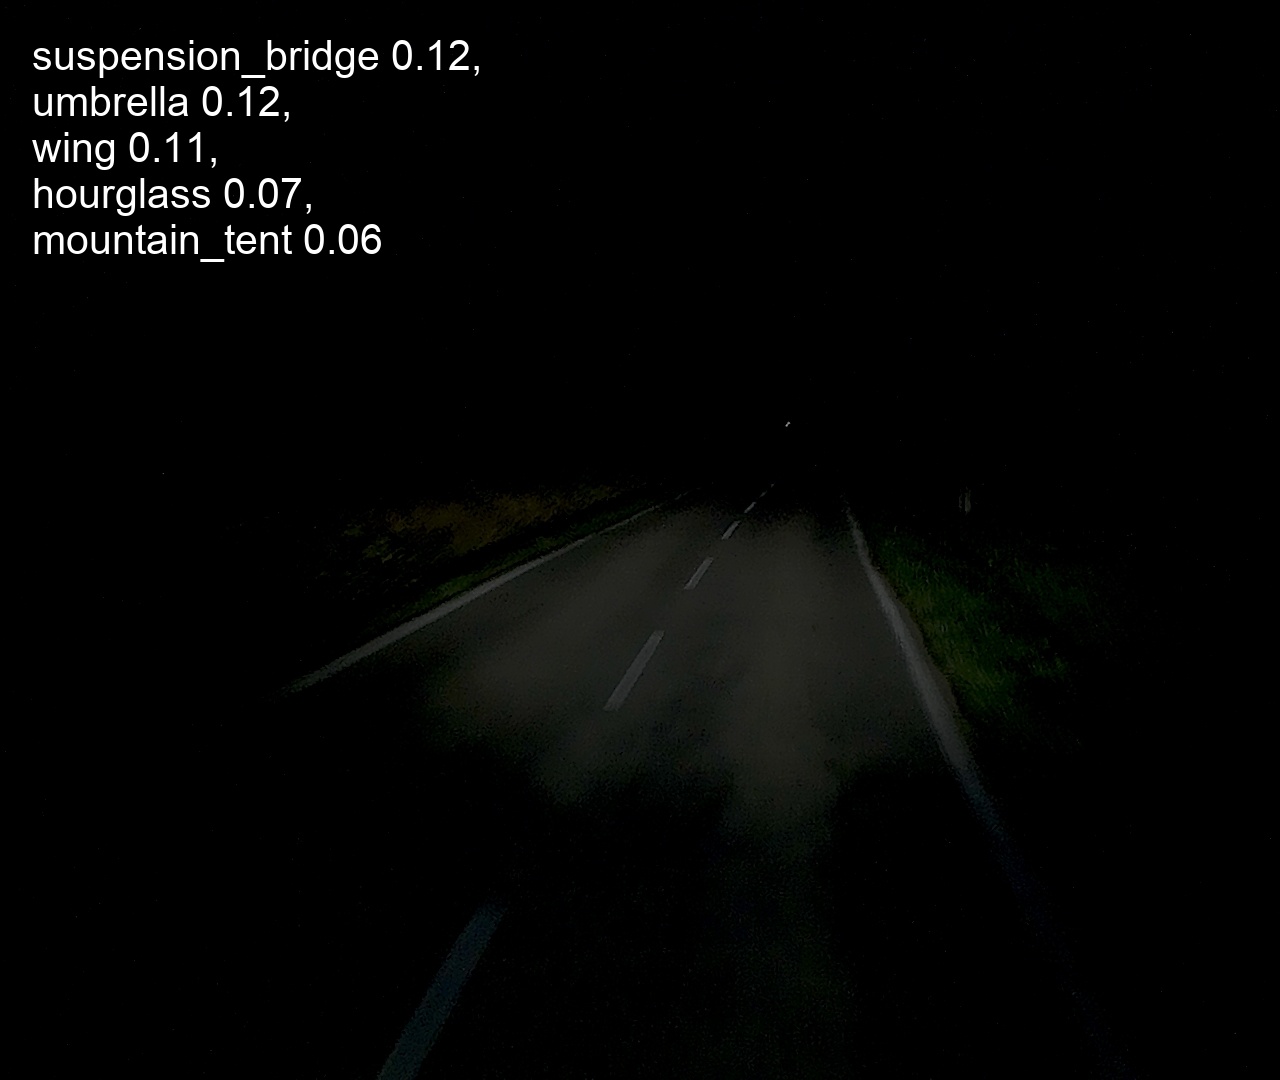 suspension_bridge 0.12,
umbrella 0.12,
wing 0.11,
hourglass 0.07,
mountain_tent 0.06